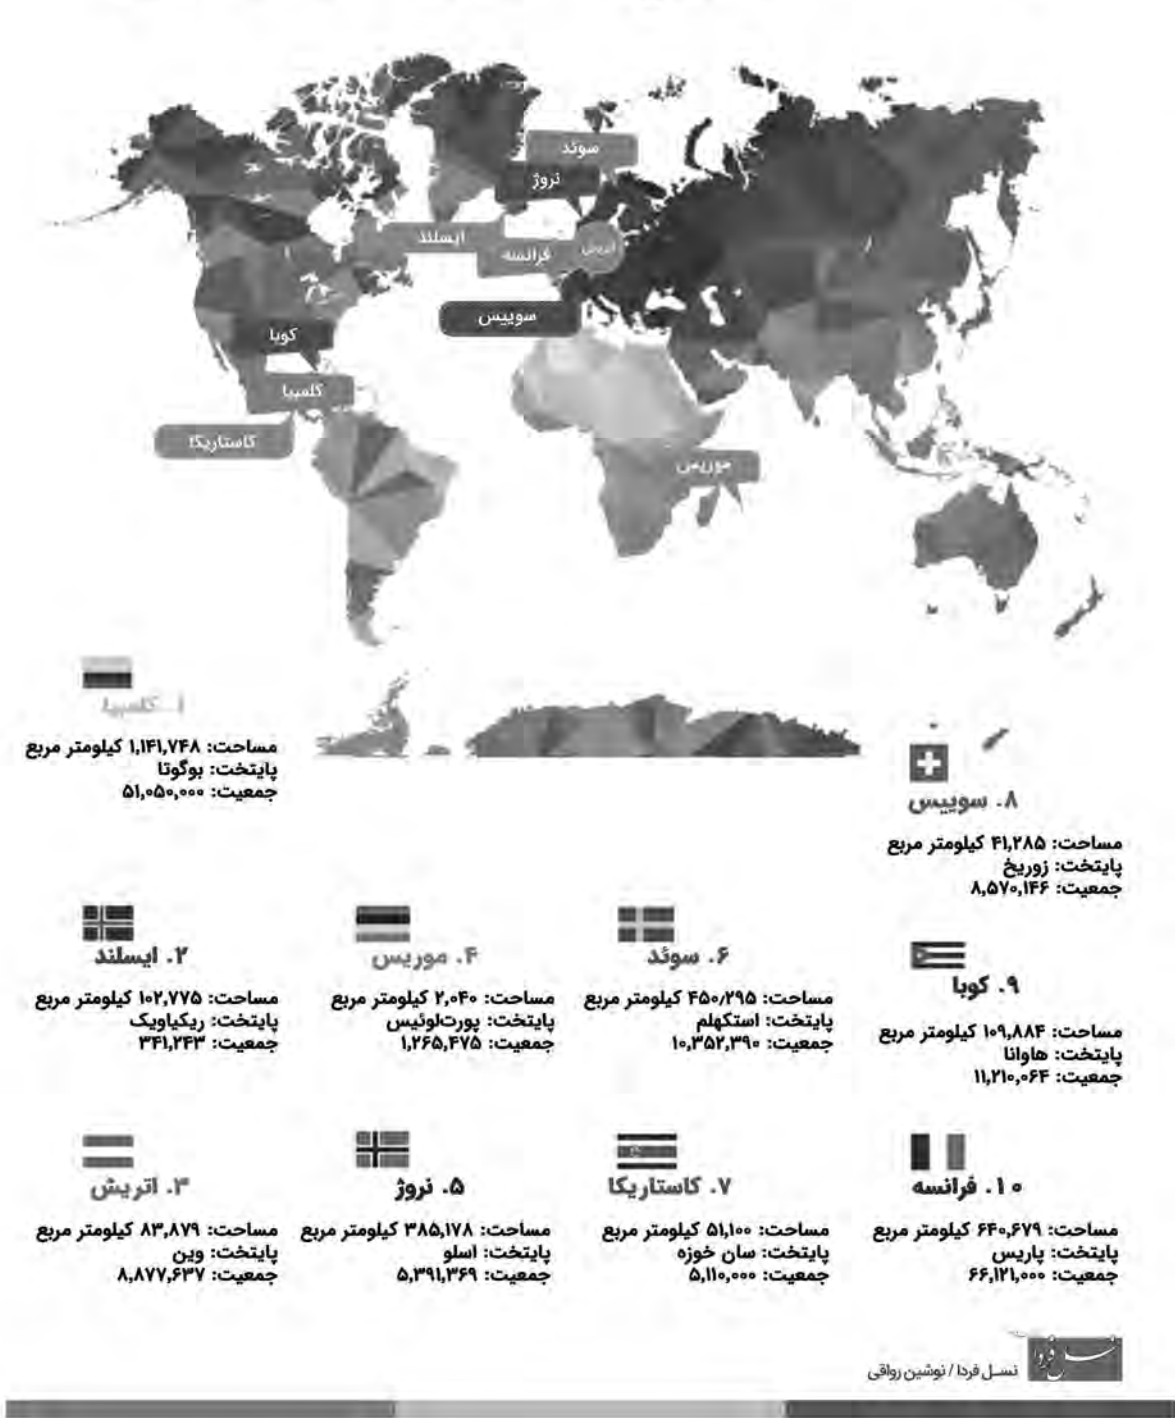 سوئد
نروژ
ایسلند
فرانسه
اتریش
سوییس
کوبا
کلمبیا
کاستاریکا
موریس
۱. کلمبیا
مساحت: ۱,۱۴۱,۷۴۸ کیلومتر مربع
پایتخت: بوگوتا
جمعیت: ۵۱,۰۵۰,۰۰۰
۸. سوییس
مساحت: ۴۱,۲۸۵ کیلومتر مربع
پایتخت: زوریخ
جمعیت: ۸,۵۷۰,۱۴۶
۲. ایسلند
مساحت: ۱۰۲,۷۷۵ کیلومتر مربع
پایتخت: ریکیاویک
جمعیت: ۳۴۱,۲۴۳
۴. موریس
مساحت: ۲,۰۴۰ کیلومتر مربع
پایتخت: پورت‌لوئیس
جمعیت: ۱,۲۶۵,۴۷۵
۶. سوئد
مساحت: ۴۵۰/۲۹۵ کیلومتر مربع
پایتخت: استکهلم
جمعیت: ۱۰,۳۵۲,۳۹۰
۹. کوبا
مساحت: ۱۰۹,۸۸۴ کیلومتر مربع
پایتخت: هاوانا
جمعیت: ۱۱,۲۱۰,۰۶۴
۳. اتریش
مساحت: ۸۳,۸۷۹ کیلومتر مربع
پایتخت: وین
جمعیت: ۸,۸۷۷,۶۳۷
۵. نروژ
مساحت: ۳۸۵,۱۷۸ کیلومتر مربع
پایتخت: اسلو
جمعیت: ۵,۳۹۱,۳۶۹
۷. کاستاریکا
مساحت: ۵۱,۱۰۰ کیلومتر مربع
پایتخت: سان خوزه
جمعیت: ۵,۱۱۰,۰۰۰
۱۰. فرانسه
مساحت: ۶۴۰,۶۷۹ کیلومتر مربع
پایتخت: پاریس
جمعیت: ۶۶,۱۲۱,۰۰۰
نسل فردا
نسل فردا / نوشین رواقی